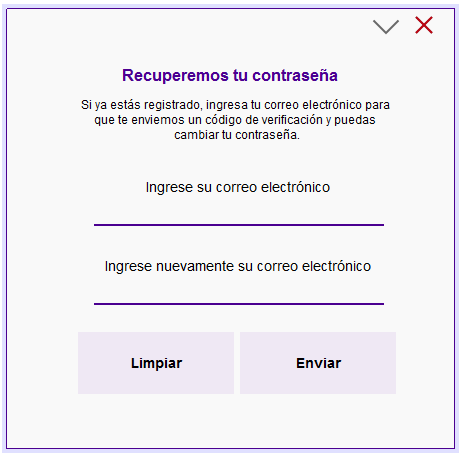 Recuperemos tu contraseña
Si ya estás registrado, ingresa tu correo electrónico para
que te enviemos un código de verificación y puedas
cambiar tu contraseña.
Ingrese su correo electrónico
Ingrese nuevamente su correo electrónico
Limpiar
Enviar